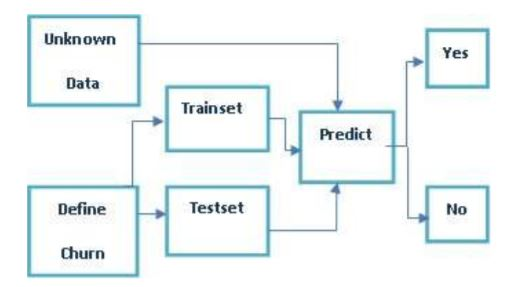 Unknown
Data
Yes
Trainset
Predict
Define
Churn
Testset
No